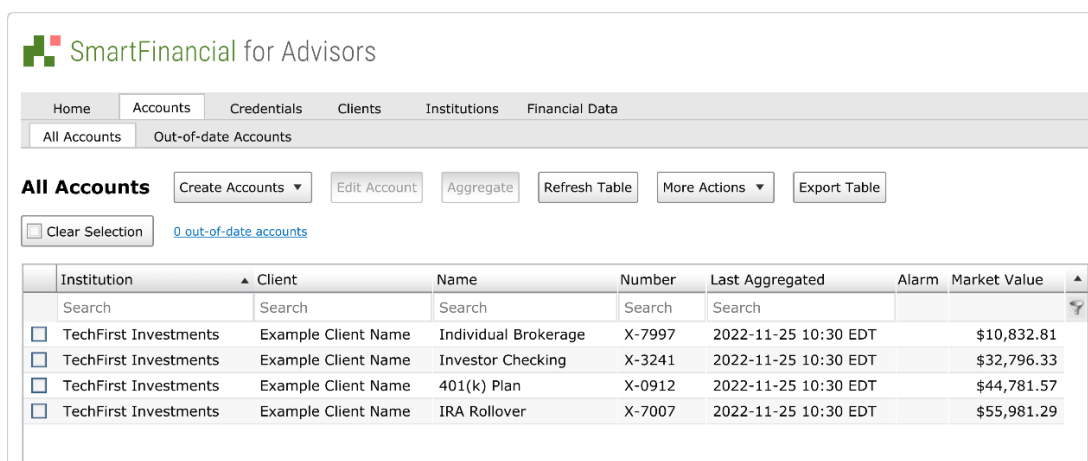 SmartFinancial for Advisors
Home Accounts Credentials Clients Institutions Financial Data
All Accounts Out-of-date Accounts
All Accounts Create Accounts ▼ Edit Account Aggregate Refresh Table More Actions ▼ Export Table
Clear Selection 0 out-of-date accounts
Institution ▲ Client Name Number Last Aggregated Alarm Market Value ▲
Search Search Search Search Search
TechFirst Investments Example Client Name Individual Brokerage X-7997 2022-11-25 10:30 EDT $10,832.81
TechFirst Investments Example Client Name Investor Checking X-3241 2022-11-25 10:30 EDT $32,796.33
TechFirst Investments Example Client Name 401(k) Plan X-0912 2022-11-25 10:30 EDT $44,781.57
TechFirst Investments Example Client Name IRA Rollover X-7007 2022-11-25 10:30 EDT $55,981.29